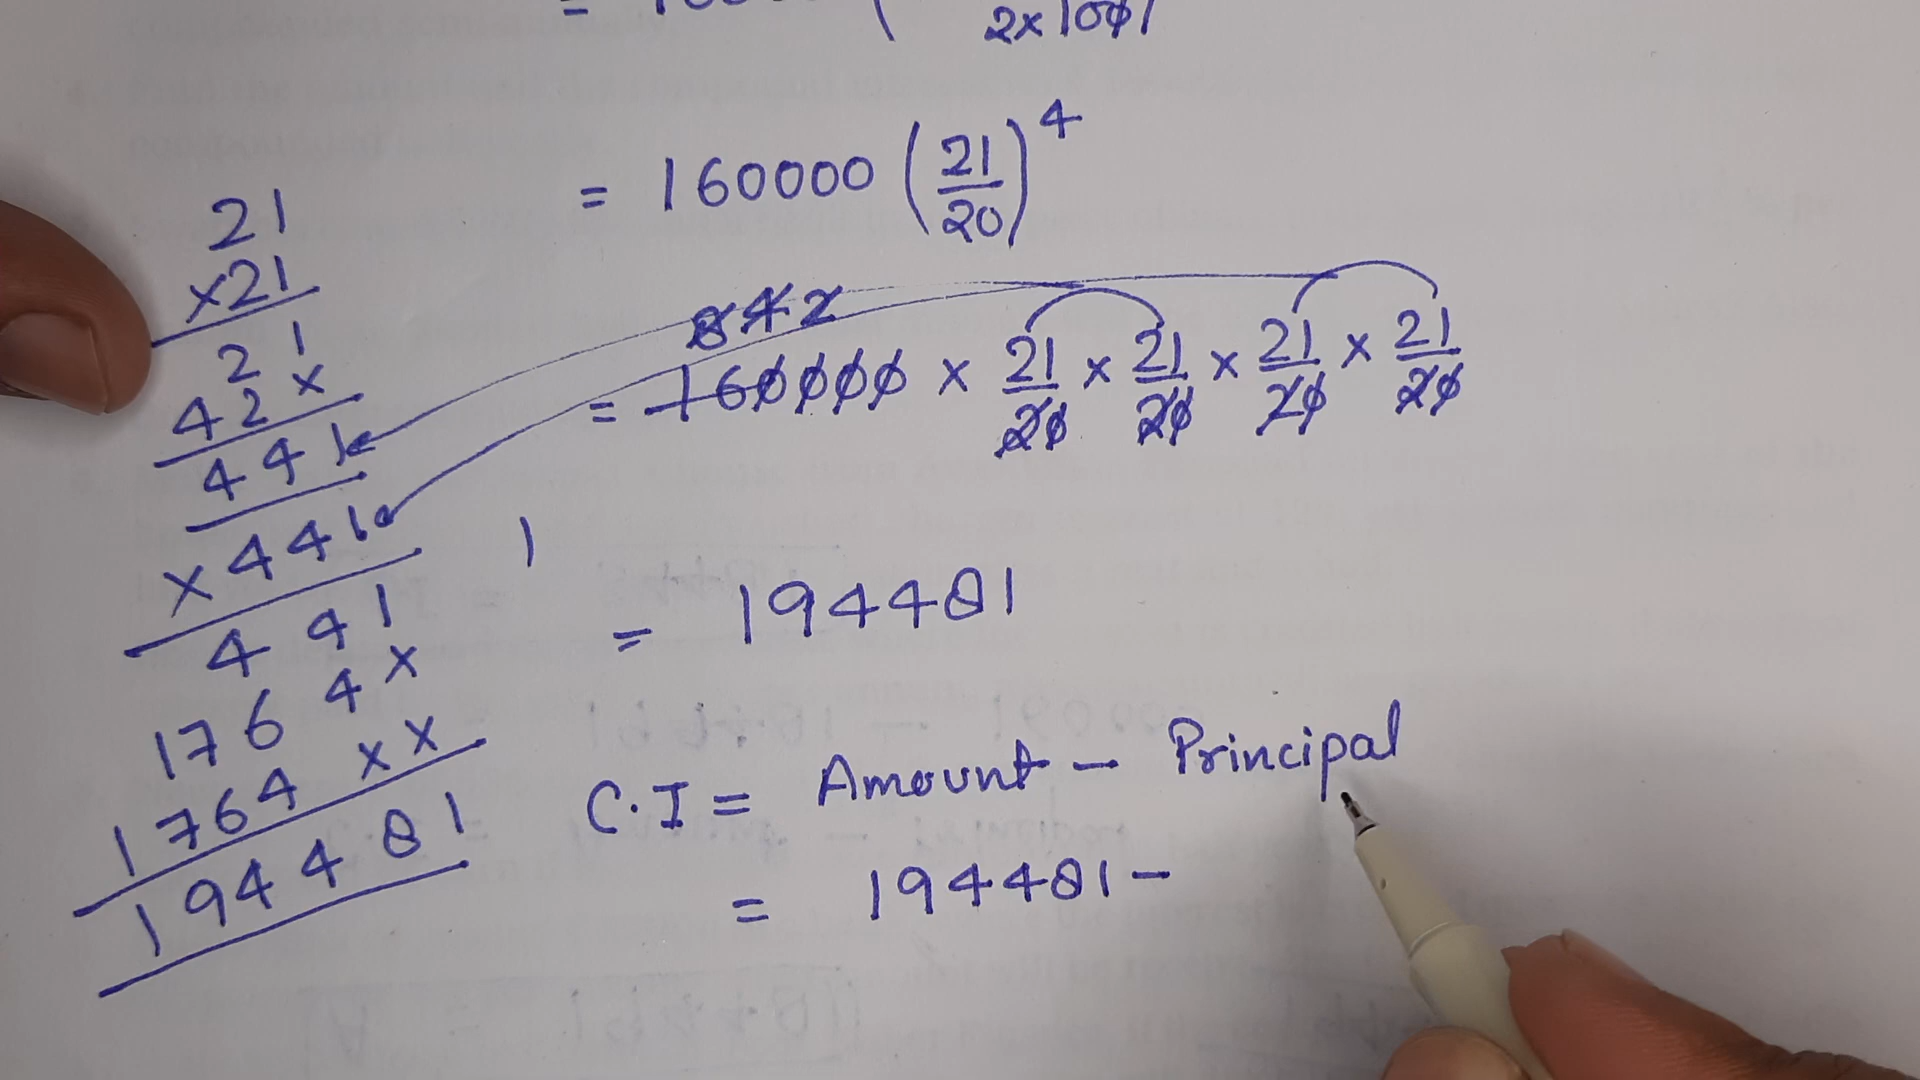 2x100
= 160000 (21/20)^4
842
= 160000 x 21/20 x 21/20 x 21/20 x 21/20
= 194481
C.I = Amount - Principal
= 194481 -
21
x21
21
42x
441
x441
441
1764x
1764xx
194481